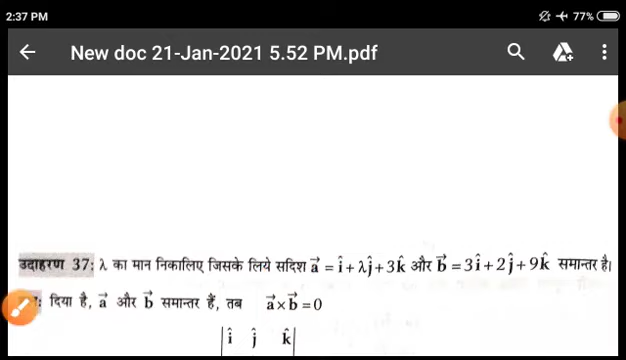 2:37 PM 77%
New doc 21-Jan-2021 5.52 PM.pdf
उदाहरण 37: λ का मान निकालिए जिसके लिये सदिश a⃗ = î + λĵ + 3k̂ और b⃗ = 3î + 2ĵ + 9k̂ समान्तर है।
: दिया है, a⃗ और b⃗ समान्तर हैं, तब a⃗ × b⃗ = 0
| î ĵ k̂ |